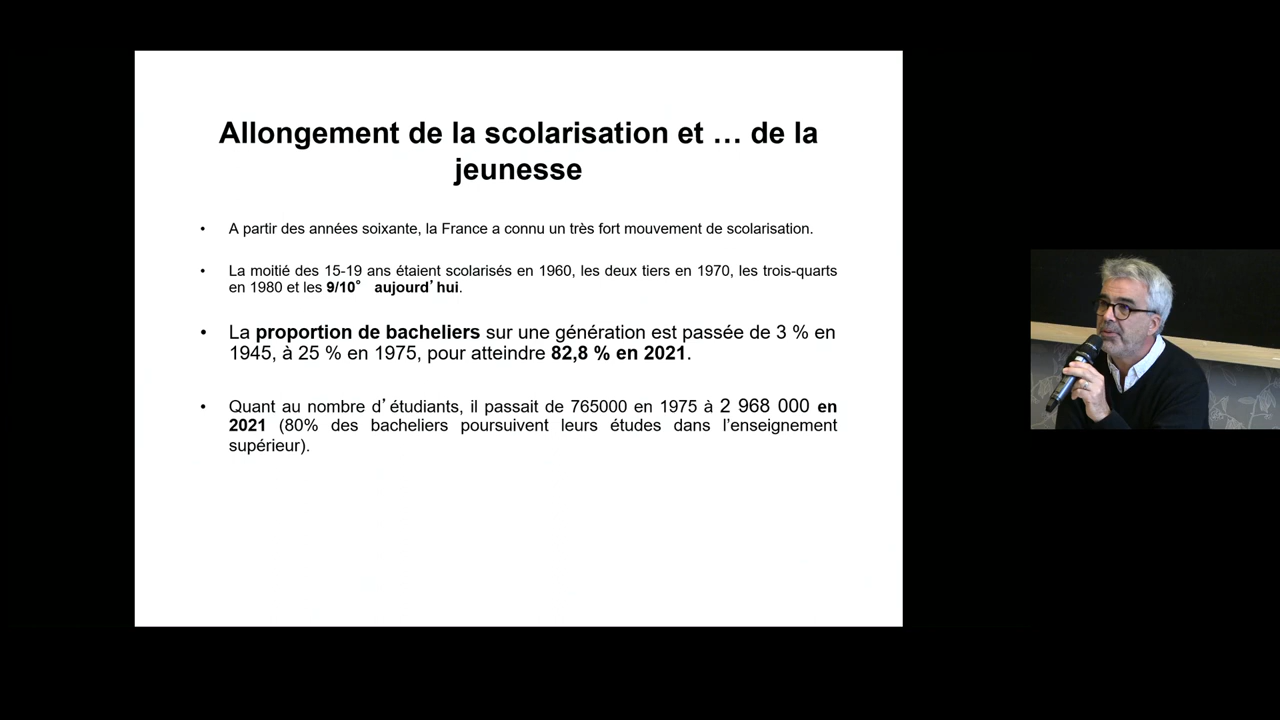 Allongement de la scolarisation et … de la
jeunesse
• A partir des années soixante, la France a connu un très fort mouvement de scolarisation.
• La moitié des 15-19 ans étaient scolarisés en 1960, les deux tiers en 1970, les trois-quarts
en 1980 et les 9/10° aujourd’hui.
• La proportion de bacheliers sur une génération est passée de 3 % en
1945, à 25 % en 1975, pour atteindre 82,8 % en 2021.
• Quant au nombre d’étudiants, il passait de 765000 en 1975 à 2 968 000 en
2021 (80% des bacheliers poursuivent leurs études dans l’enseignement
supérieur).